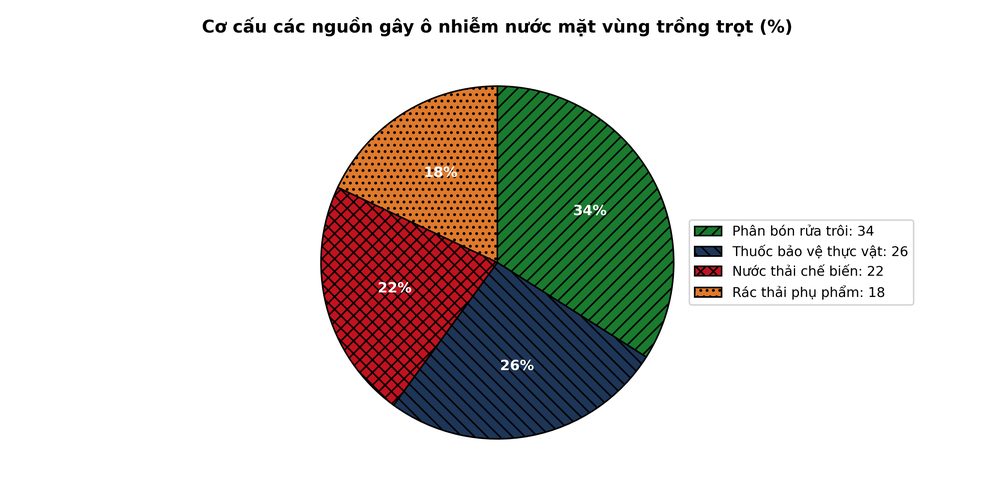 Cơ cấu các nguồn gây ô nhiễm nước mặt vùng trồng trọt (%)
18%
34%
22%
26%
Phân bón rửa trôi: 34
Thuốc bảo vệ thực vật: 26
Nước thải chế biến: 22
Rác thải phụ phẩm: 18